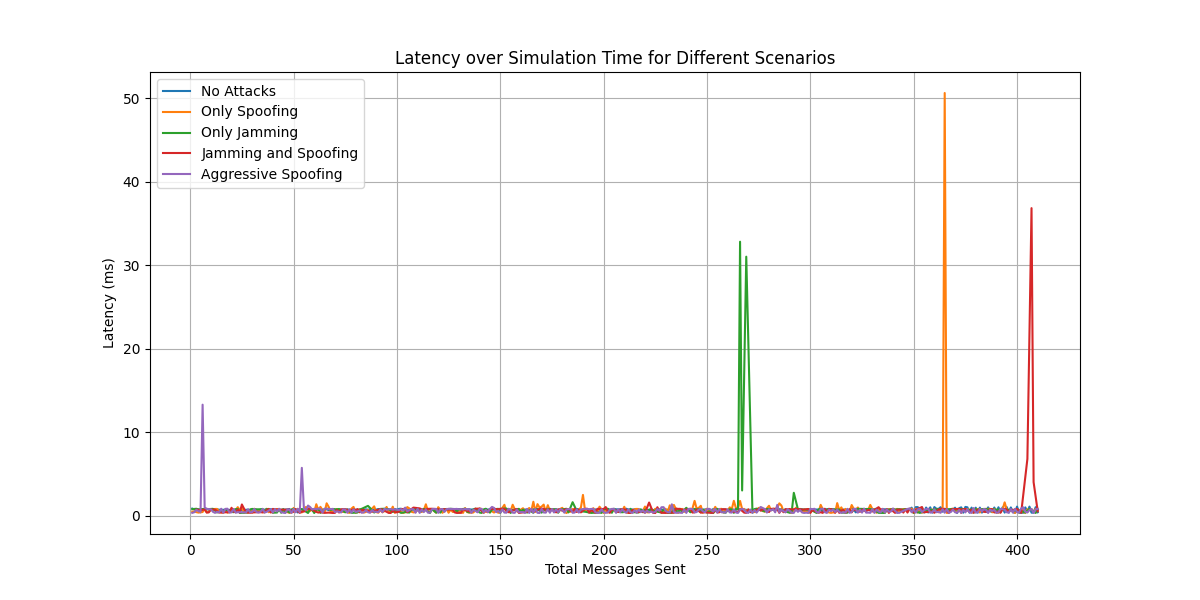 Latency over Simulation Time for Different Scenarios
No Attacks
Only Spoofing
Only Jamming
Jamming and Spoofing
Aggressive Spoofing
50
40
30
20
10
0
Latency (ms)
0 50 100 150 200 250 300 350 400
Total Messages Sent